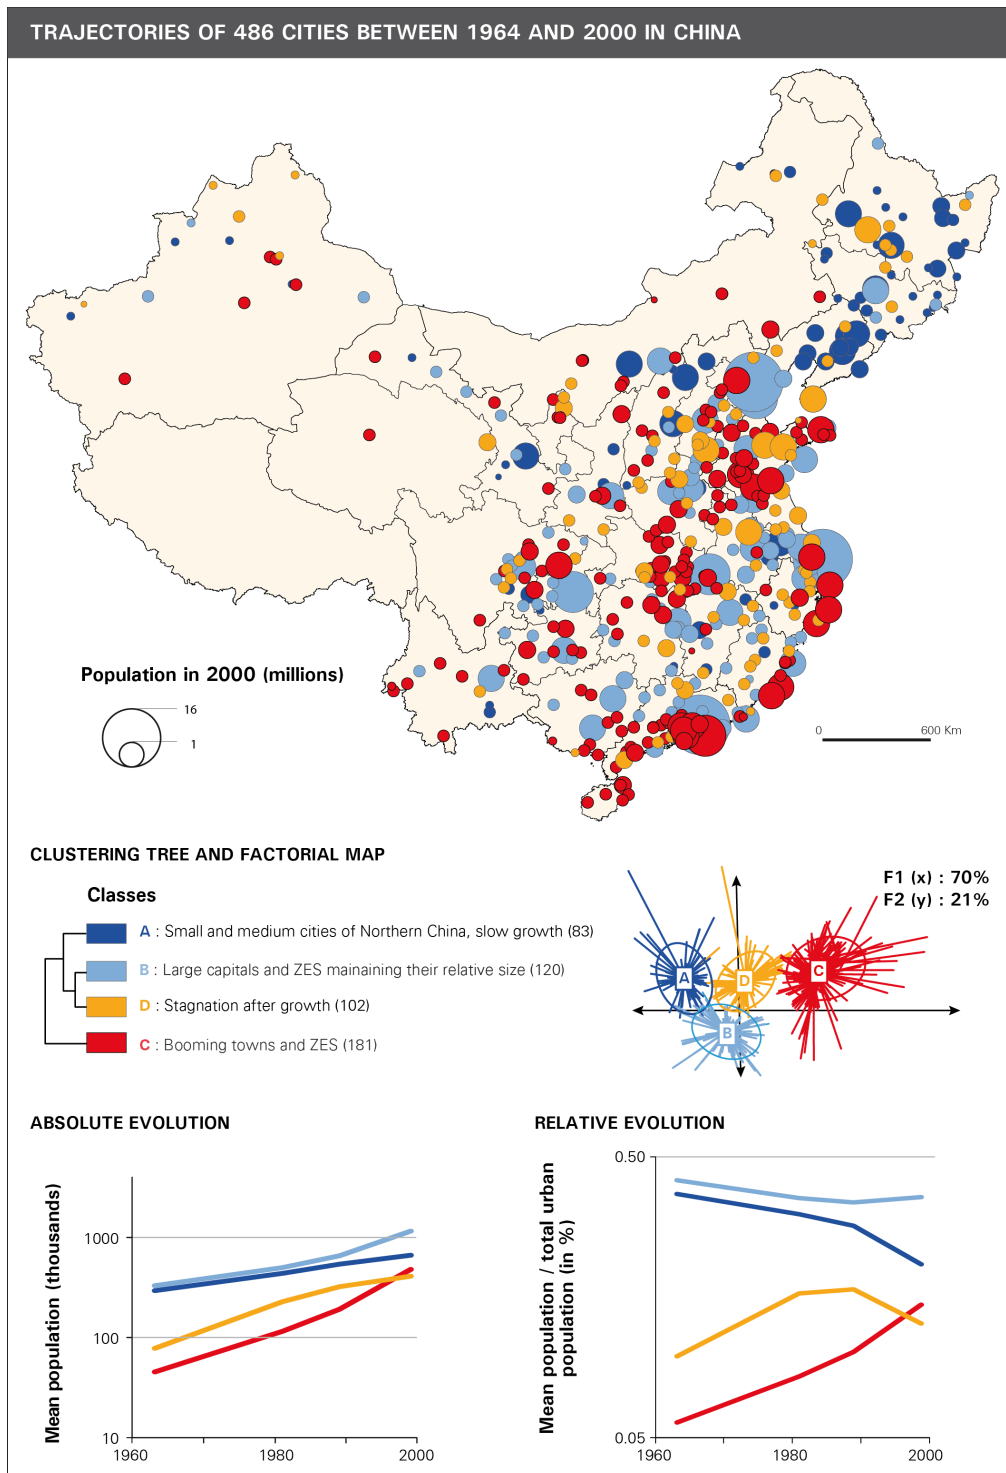 TRAJECTORIES OF 486 CITIES BETWEEN 1964 AND 2000 IN CHINA
Population in 2000 (millions)
16
1
0 600 Km
CLUSTERING TREE AND FACTORIAL MAP
Classes
A : Small and medium cities of Northern China, slow growth (83)
B : Large capitals and ZES mainaining their relative size (120)
D : Stagnation after growth (102)
C : Booming towns and ZES (181)
F1 (x) : 70%
F2 (y) : 21%
A
D
C
B
ABSOLUTE EVOLUTION
Mean population (thousands)
1000
100
10
1960 1980 2000
RELATIVE EVOLUTION
Mean population / total urban
population (in %)
0.50
0.05
1960 1980 2000